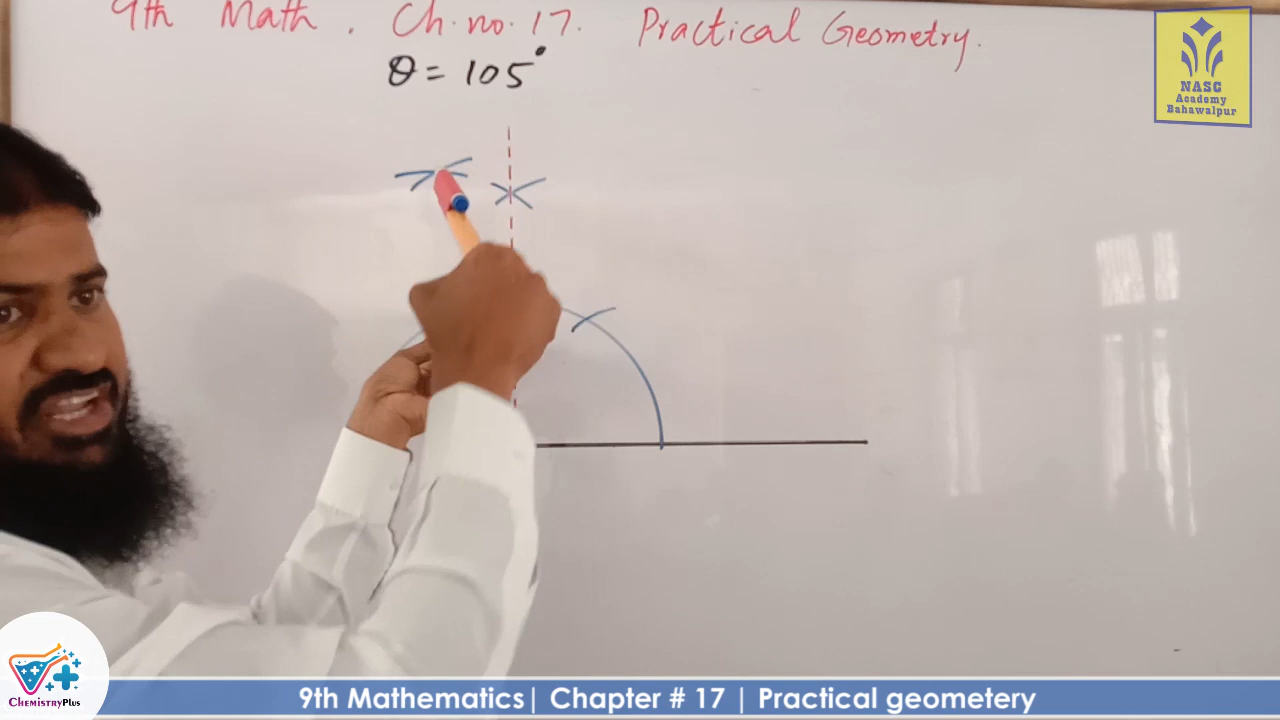 9th Math. Ch. no. 17. Practical Geometry.
θ = 105°
NASC
Academy
Bahawalpur
ChemistryPlus
9th Mathematics| Chapter # 17 | Practical geometery